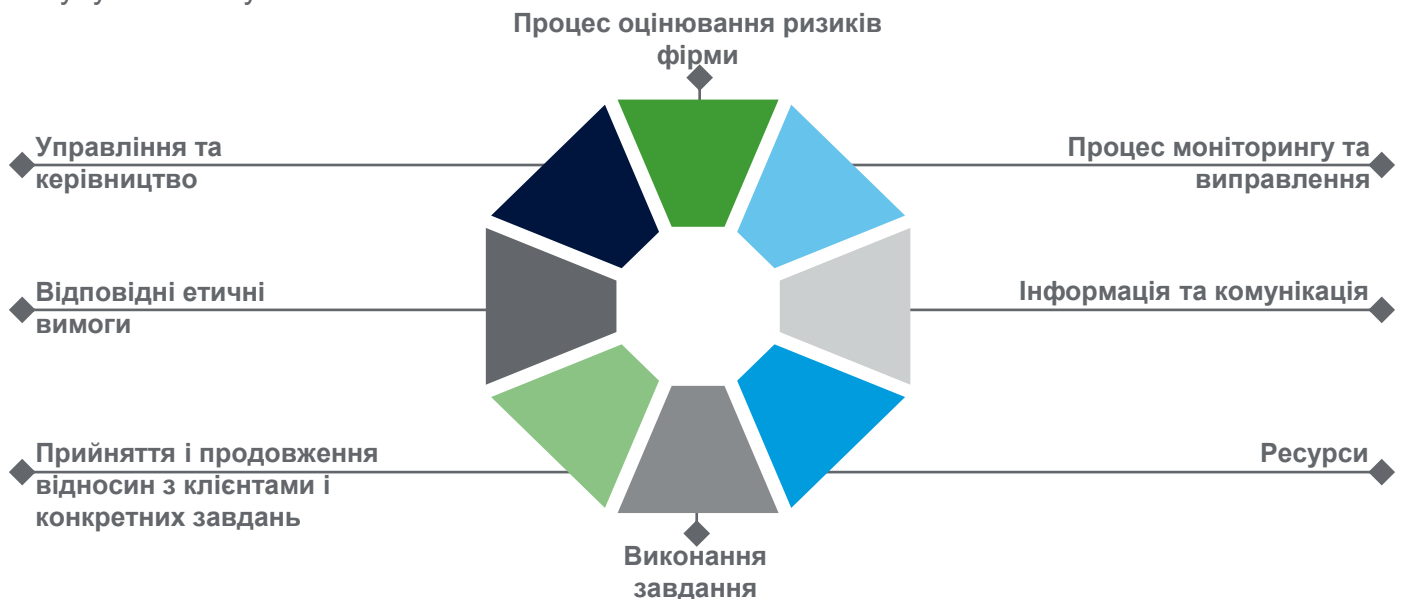 Процес оцінювання ризиків
фірми
Управління та
керівництво
Процес моніторингу та
виправлення
Відповідні етичні
вимоги
Інформація та комунікація
Прийняття і продовження
відносин з клієнтами і
конкретних завдань
Ресурси
Виконання
завдання